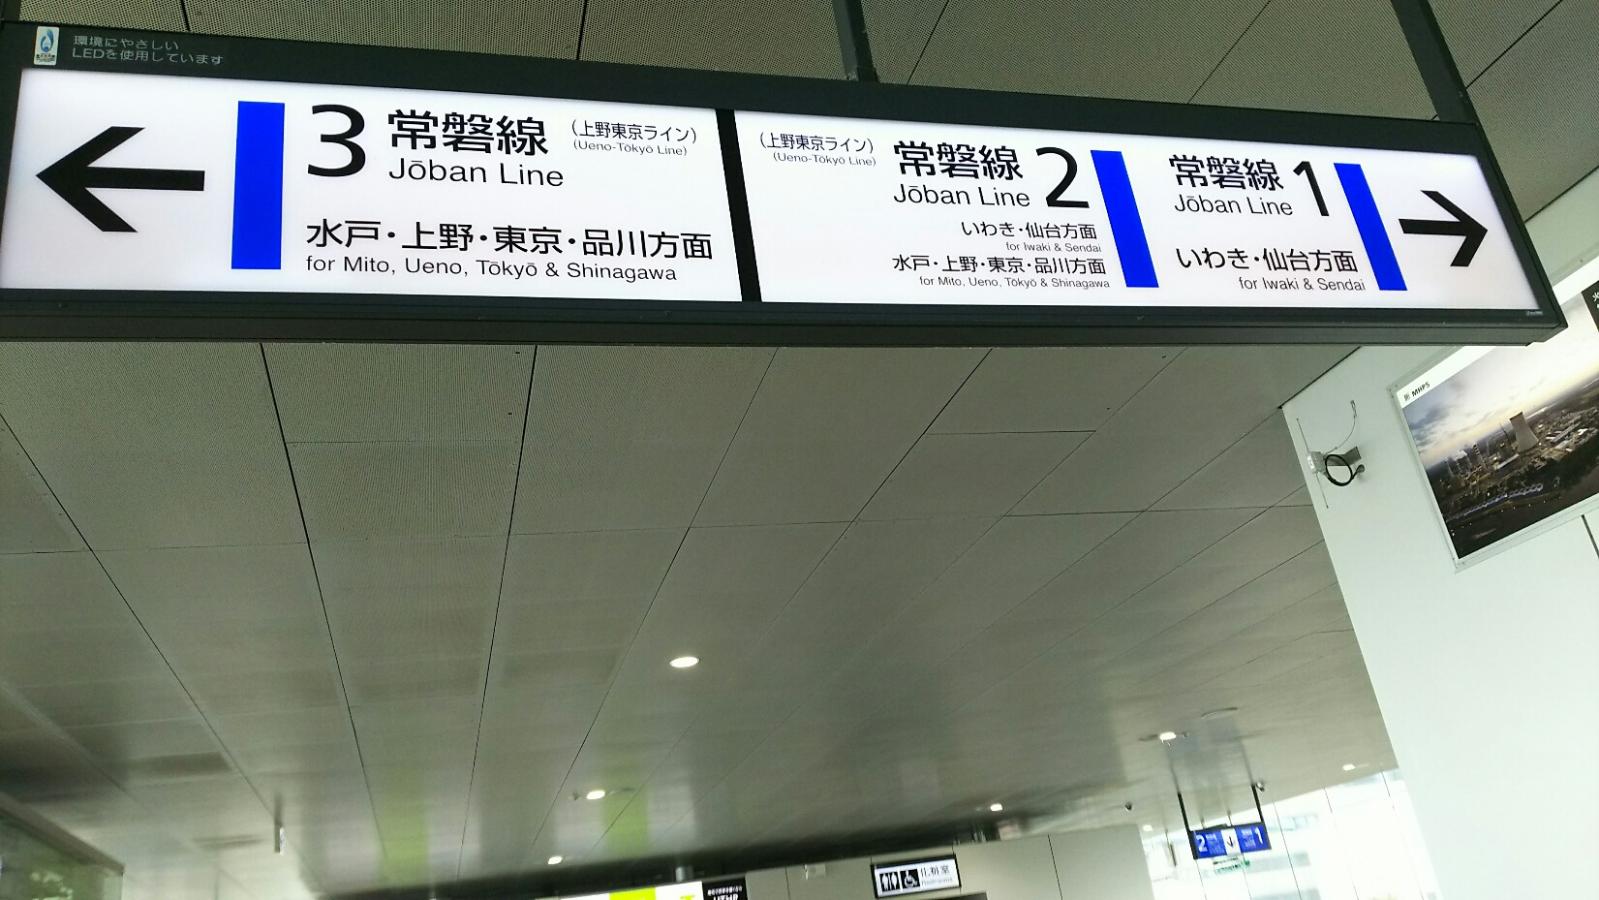 環境にやさしい
LEDを使用しています
3 常磐線 (上野東京ライン)
Jōban Line (Ueno-Tōkyō Line)
水戸・上野・東京・品川方面
for Mito, Ueno, Tōkyō & Shinagawa
(上野東京ライン) 常磐線 2
(Ueno-Tōkyō Line) Jōban Line
いわき・仙台方面
for Iwaki & Sendai
水戸・上野・東京・品川方面
for Mito, Ueno, Tōkyō & Shinagawa
常磐線 1
Jōban Line
いわき・仙台方面
for Iwaki & Sendai
MHPS
2 1
化粧室